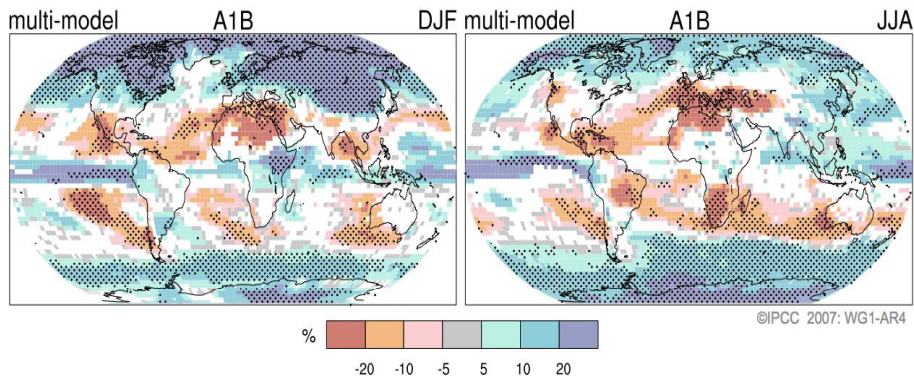 multi-model A1B DJF
multi-model A1B JJA
©IPCC 2007: WG1-AR4
%
-20 -10 -5 5 10 20